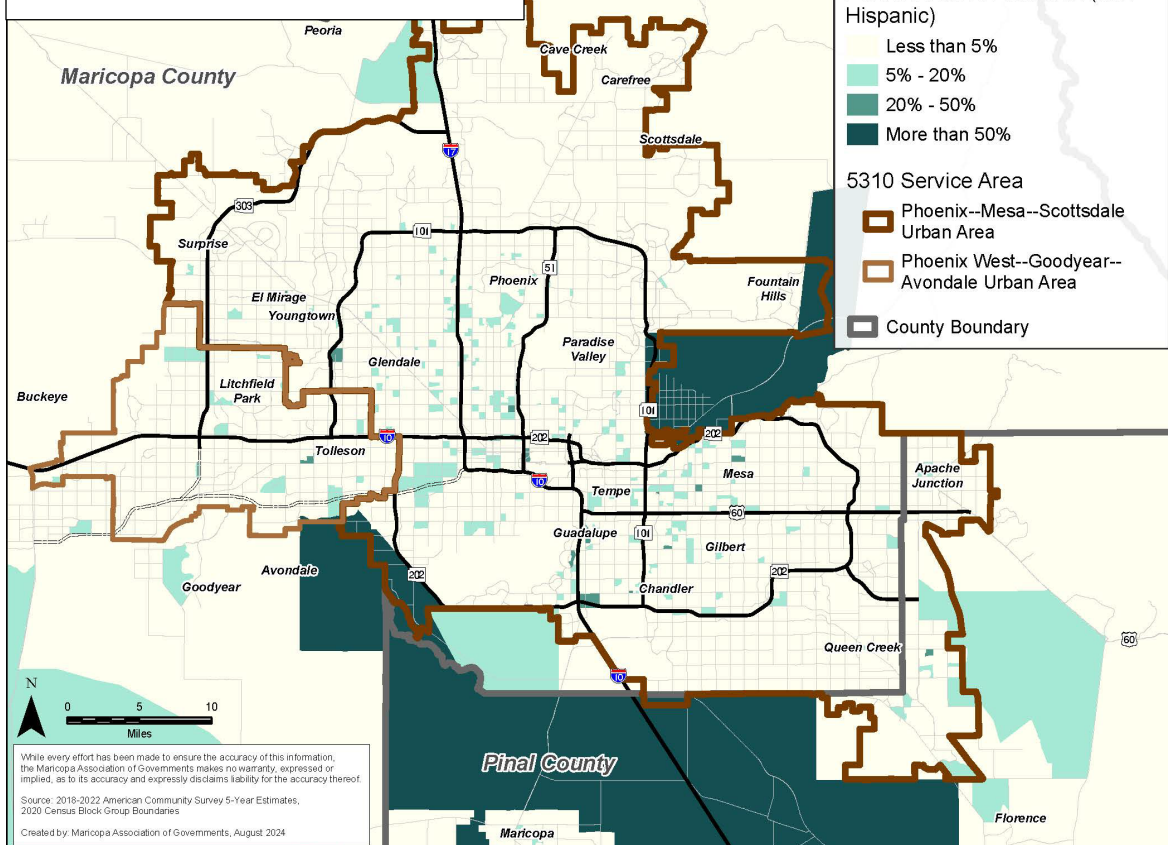 Hispanic)
Less than 5%
5% - 20%
20% - 50%
More than 50%
5310 Service Area
Phoenix--Mesa--Scottsdale
Urban Area
Phoenix West--Goodyear--
Avondale Urban Area
County Boundary
Peoria
Cave Creek
Maricopa County
Carefree
Scottsdale
17
303
101
Surprise
51
Phoenix
Fountain
Hills
El Mirage
Youngtown
Paradise
Valley
Glendale
Litchfield
Park
Buckeye
101
10
202
202
Tolleson
Mesa
Apache
Junction
10
Tempe
60
Guadalupe
101
Gilbert
Avondale
202
202
Goodyear
Chandler
60
Queen Creek
10
N
0 5 10
Miles
Pinal County
While every effort has been made to ensure the accuracy of this information,
the Maricopa Association of Governments makes no warranty, expressed or
implied, as to its accuracy and expressly disclaims liability for the accuracy thereof.
Source: 2018-2022 American Community Survey 5-Year Estimates,
2020 Census Block Group Boundaries
Created by: Maricopa Association of Governments, August 2024
Maricopa
Florence